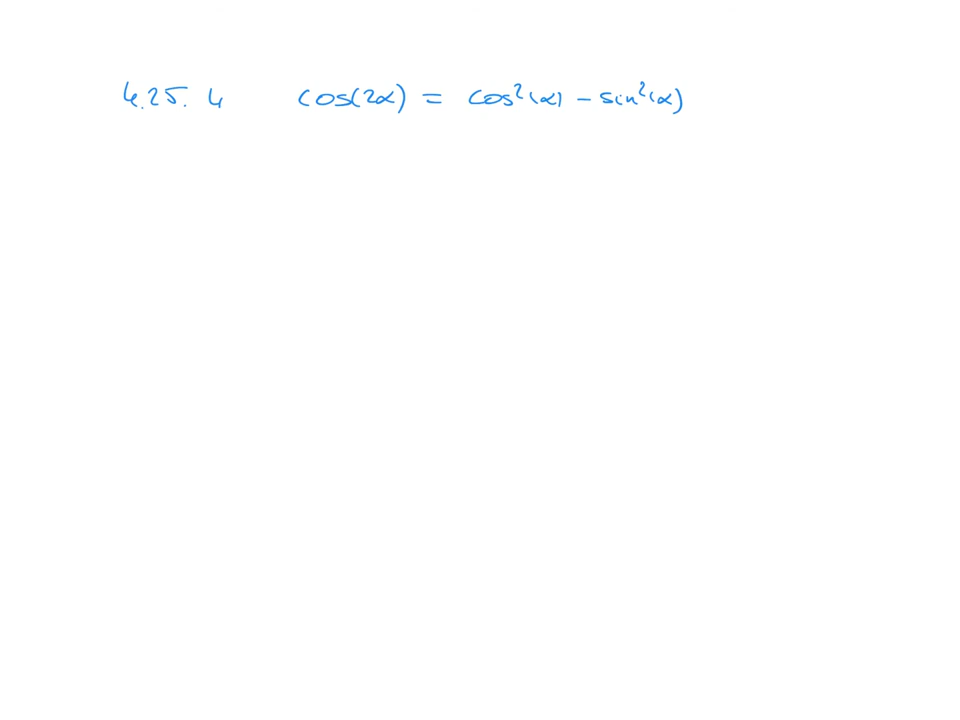 4.25. 4 cos(2α) = cos²(α) - sin²(α)